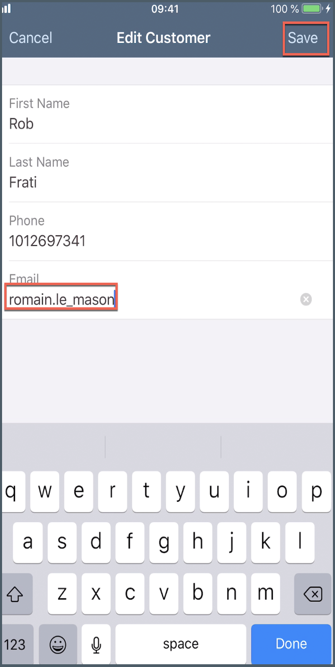 09:41 100 %
Cancel Edit Customer Save
First Name
Rob
Last Name
Frati
Phone
1012697341
Email
romain.le_mason
q w e r t y u i o p
a s d f g h j k l
z x c v b n m
123 space Done